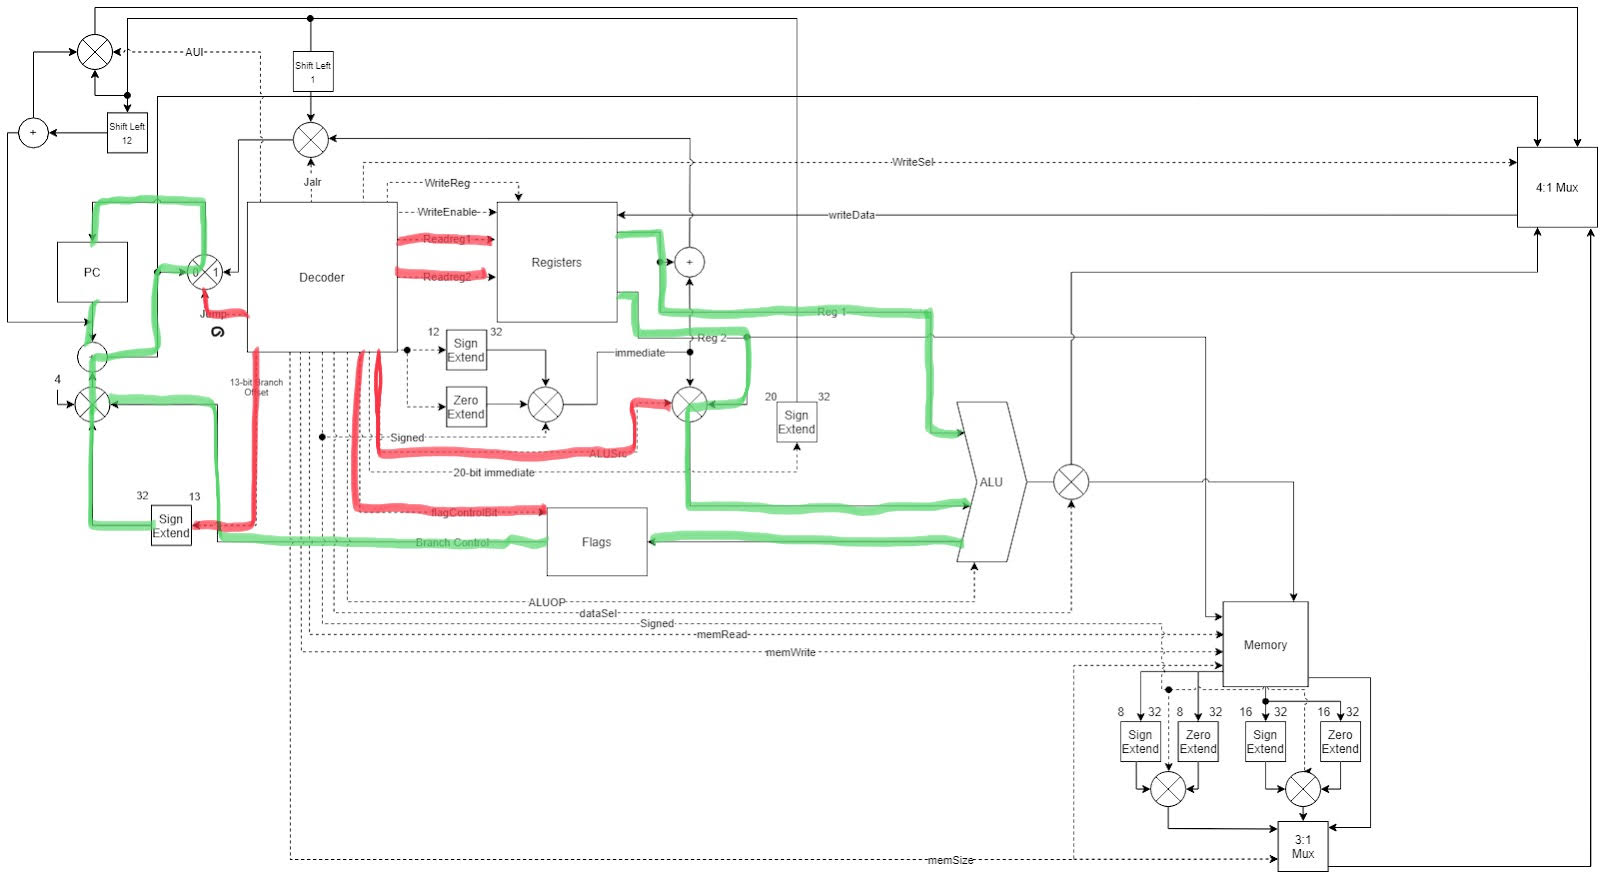 AUI
Shift Left
1
Shift Left
12
+
Jalr
WriteSel
4:1 Mux
WriteReg
WriteEnable
writeData
Readreg1
Readreg2
PC
0
1
Decoder
Registers
+
Jump
Reg 1
Reg 2
12
32
Sign
Extend
immediate
4
13-bit Branch
Offset
Zero
Extend
20
32
Sign
Extend
Signed
ALUSrc
20-bit immediate
ALU
32
13
Sign
Extend
flagControlBit
Branch Control
Flags
ALUOP
dataSel
Signed
memRead
memWrite
Memory
8
32
8
32
16
32
16
32
Sign
Extend
Zero
Extend
Sign
Extend
Zero
Extend
3:1
Mux
memSize